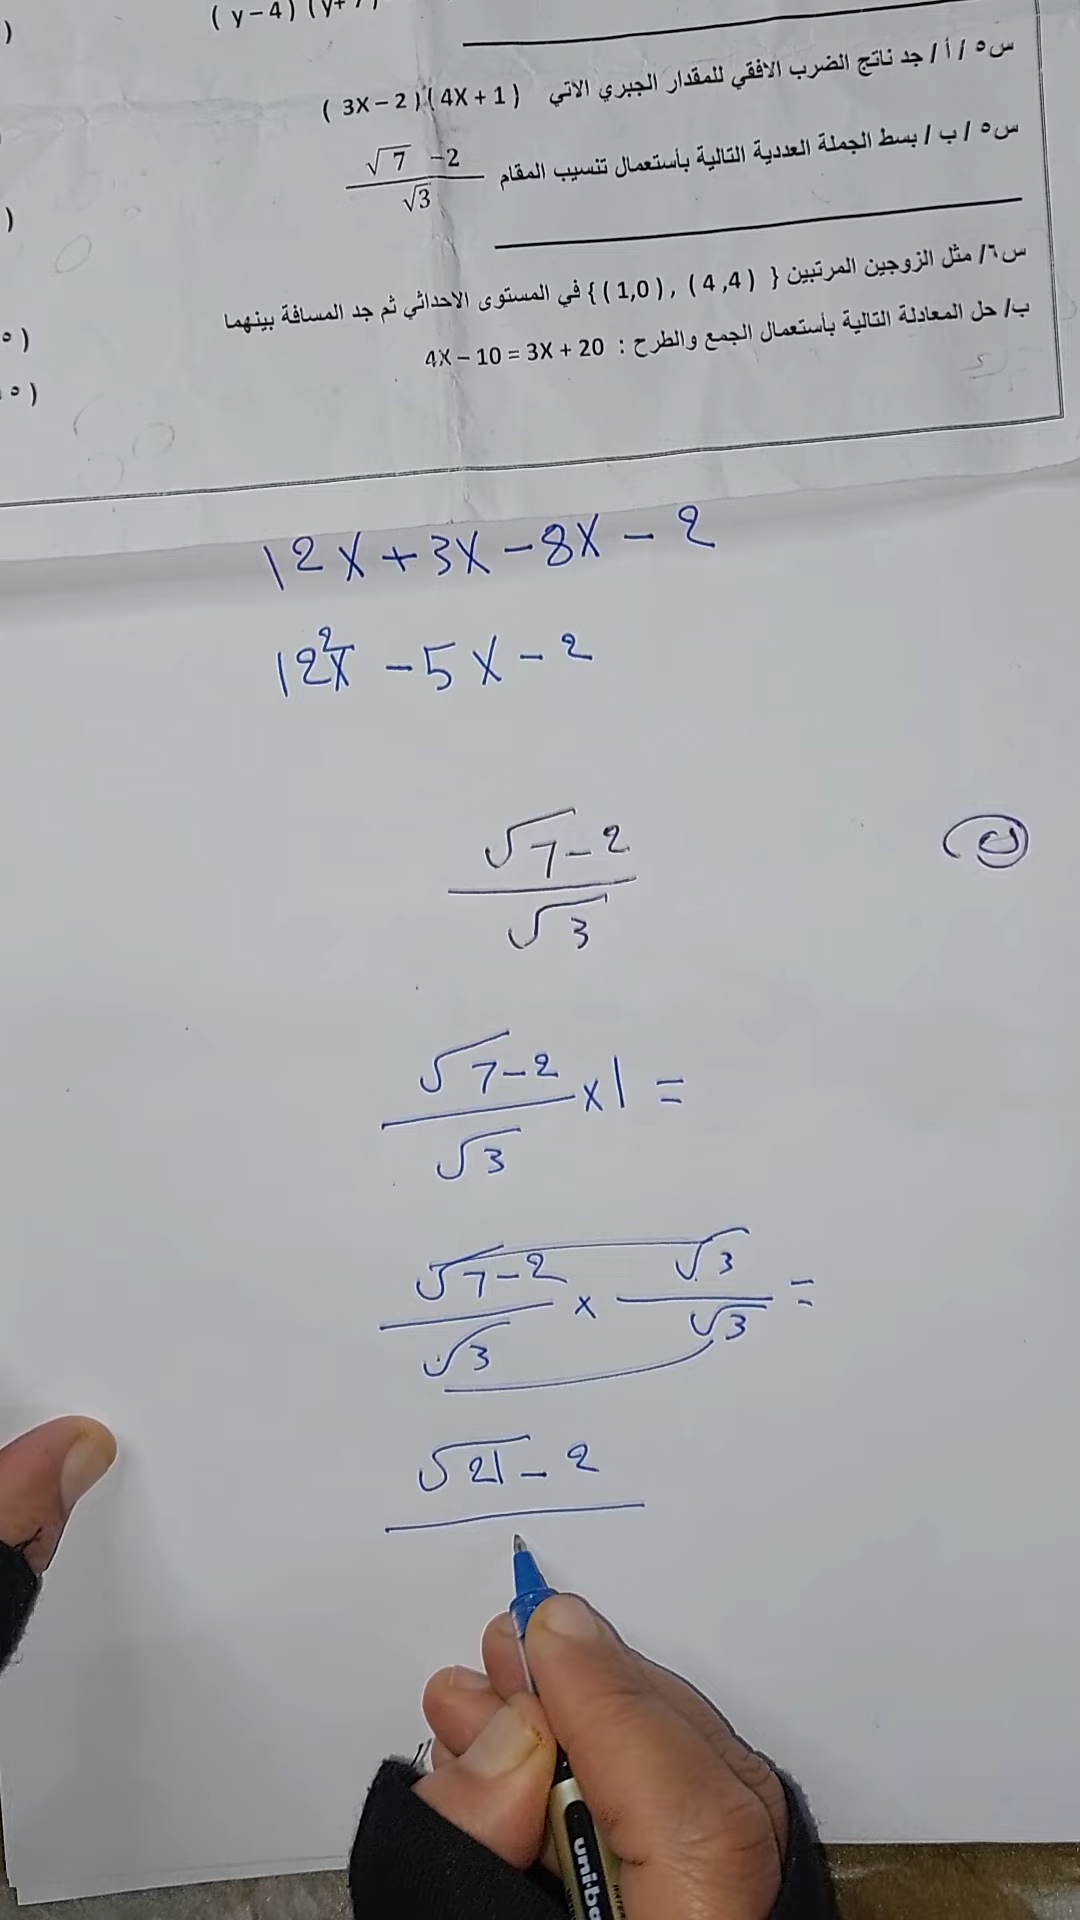 ( y – 4 ) ( y+
س٥ / أ / جد ناتج الضرب الافقي للمقدار الجبري الاتي ( 3X – 2 )( 4X + 1 )
س٥ / ب / بسط الجملة العددية التالية بأستعمال تنسيب المقام √7 -2 / √3
س٦/ مثل الزوجين المرتبين { ( 4,4 ) , ( 1,0 )} في المستوى الاحداثي ثم جد المسافة بينهما
ب/ حل المعادلة التالية بأستعمال الجمع والطرح : 4X – 10 = 3X + 20
12X + 3X - 8X - 2
12X² - 5X - 2
√7 - 2
√3
√7 - 2 × 1 =
√3
√7 - 2 × √3 =
√3 √3
√21 - 2
uni-ba